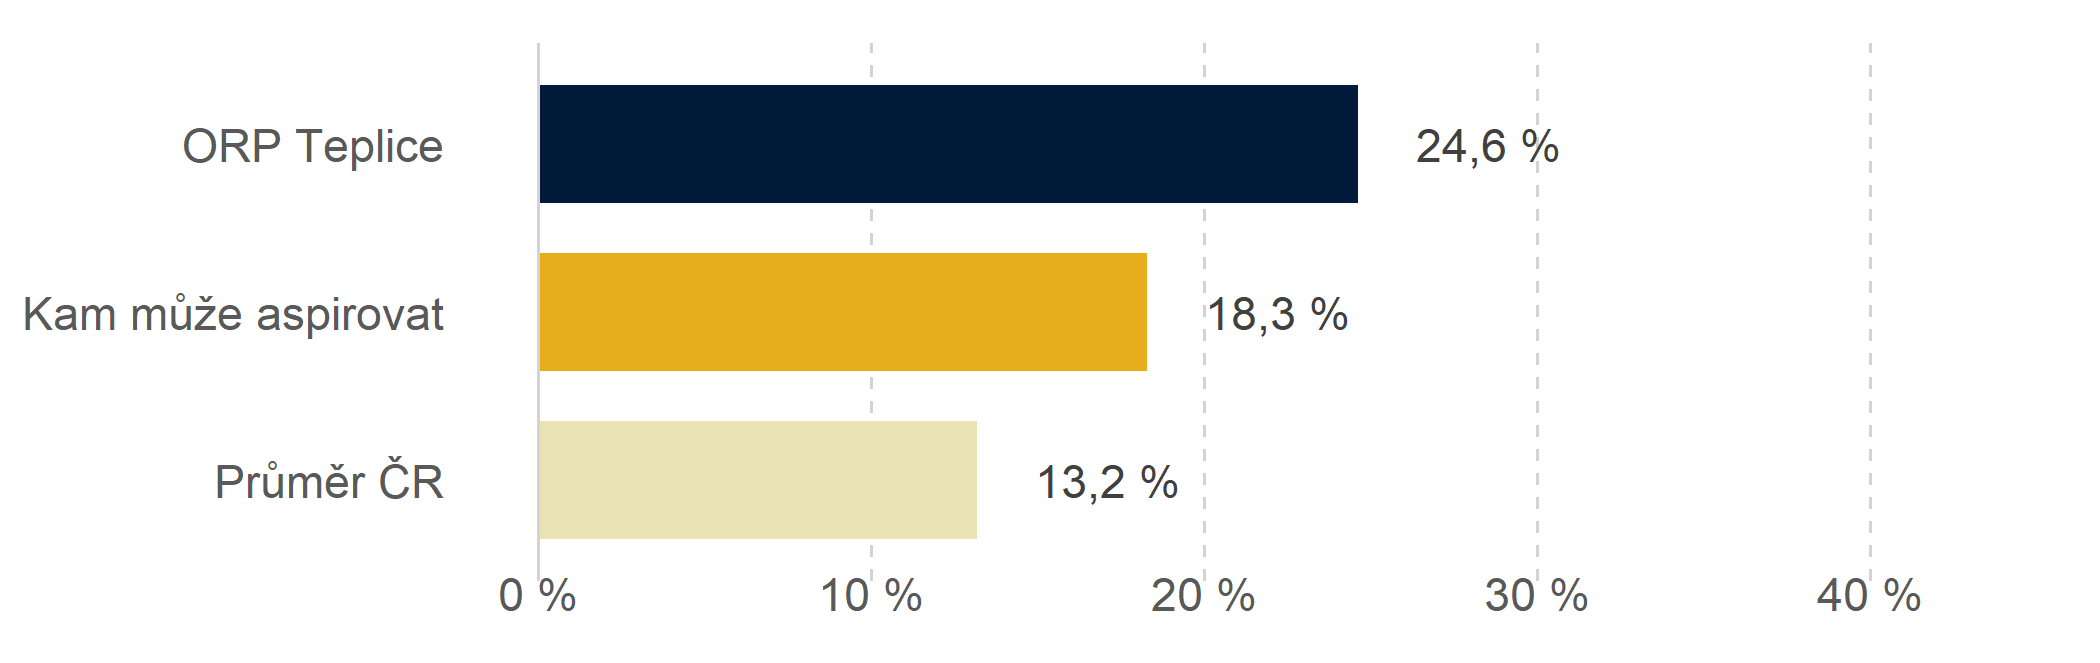 ORP Teplice
24,6 %
Kam může aspirovat
18,3 %
Průměr ČR
13,2 %
0 %
10 %
20 %
30 %
40 %